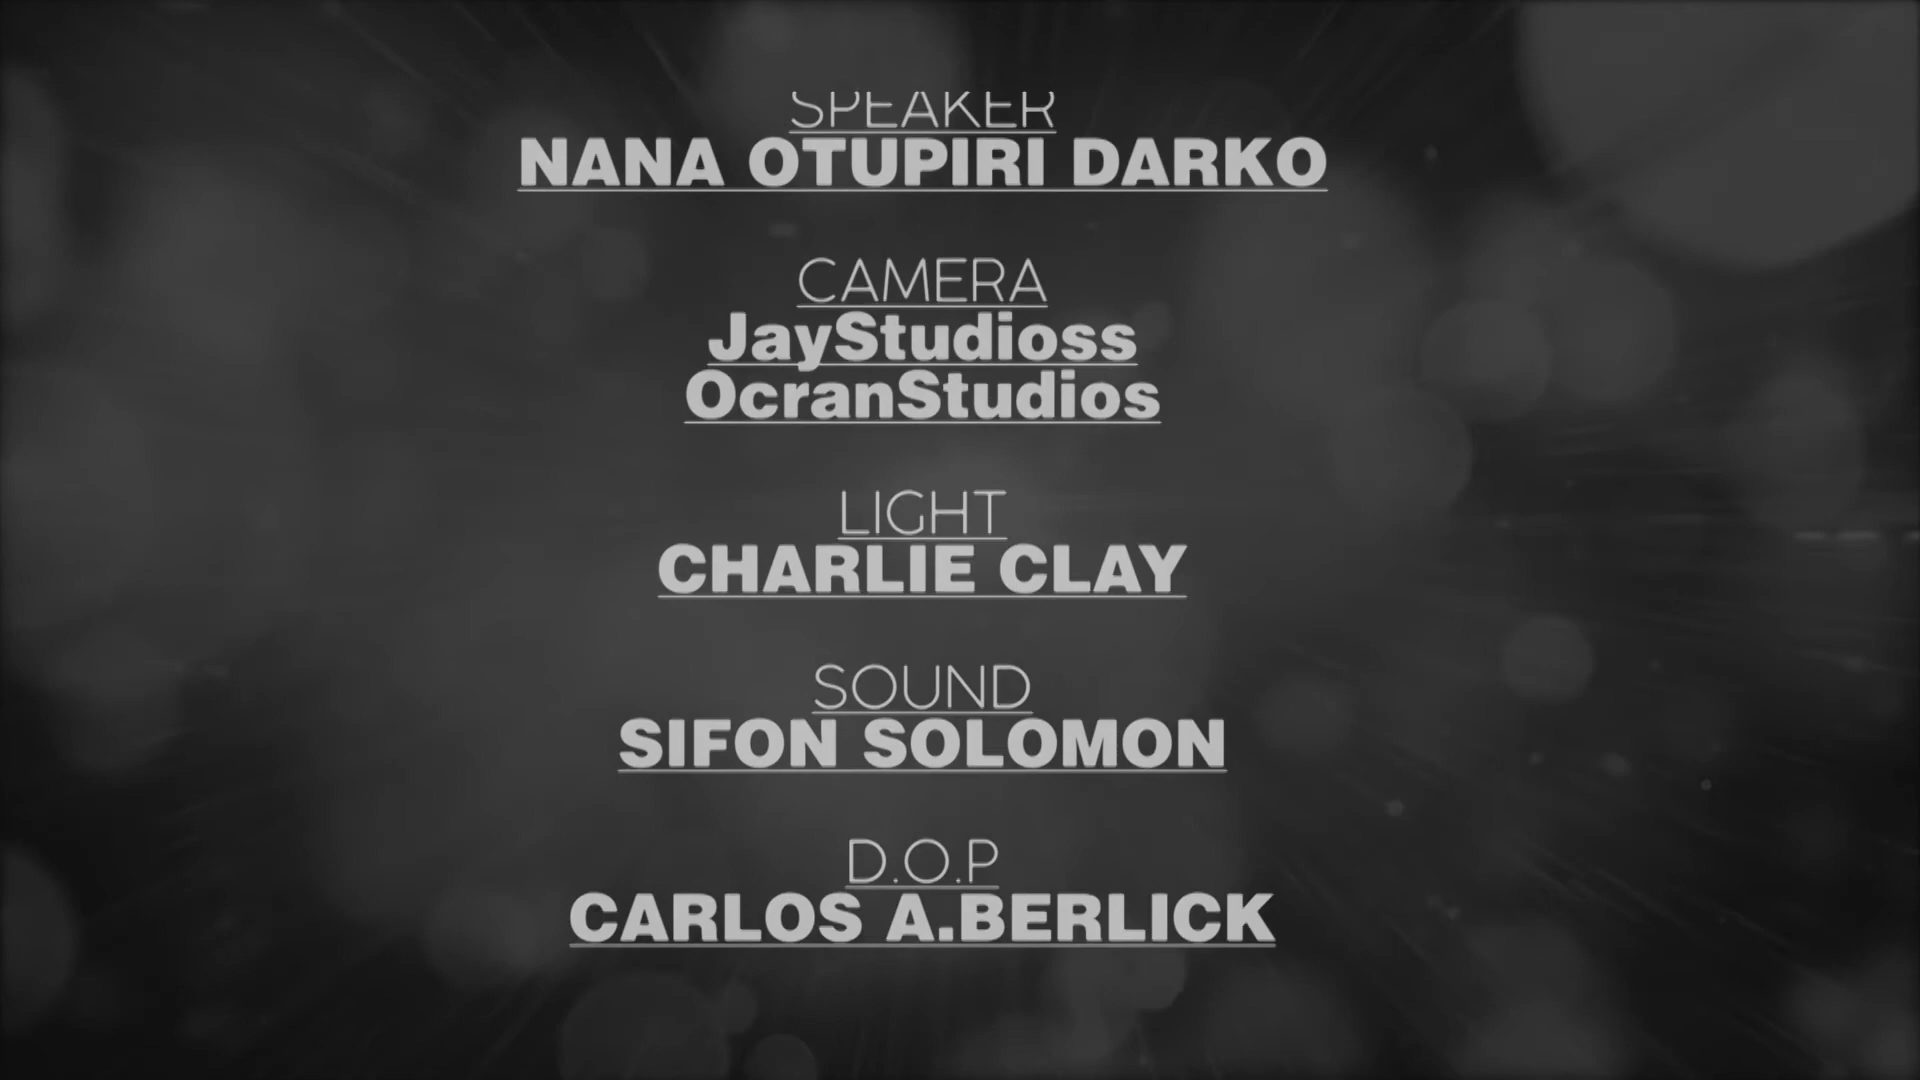 SPEAKER
NANA OTUPIRI DARKO
CAMERA
JayStudioss
OcranStudios
LIGHT
CHARLIE CLAY
SOUND
SIFON SOLOMON
D.O.P
CARLOS A.BERLICK